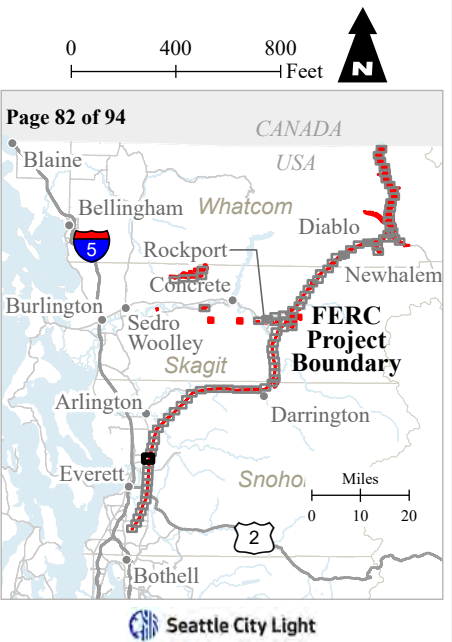 0 400 800
Feet
N
Page 82 of 94
CANADA
USA
Blaine
Bellingham
Whatcom
5
Diablo
Rockport
Newhalem
Concrete
Burlington
Sedro
Woolley
FERC
Project
Boundary
Skagit
Arlington
Darrington
Everett
Snoho
Miles
0 10 20
2
Bothell
Seattle City Light